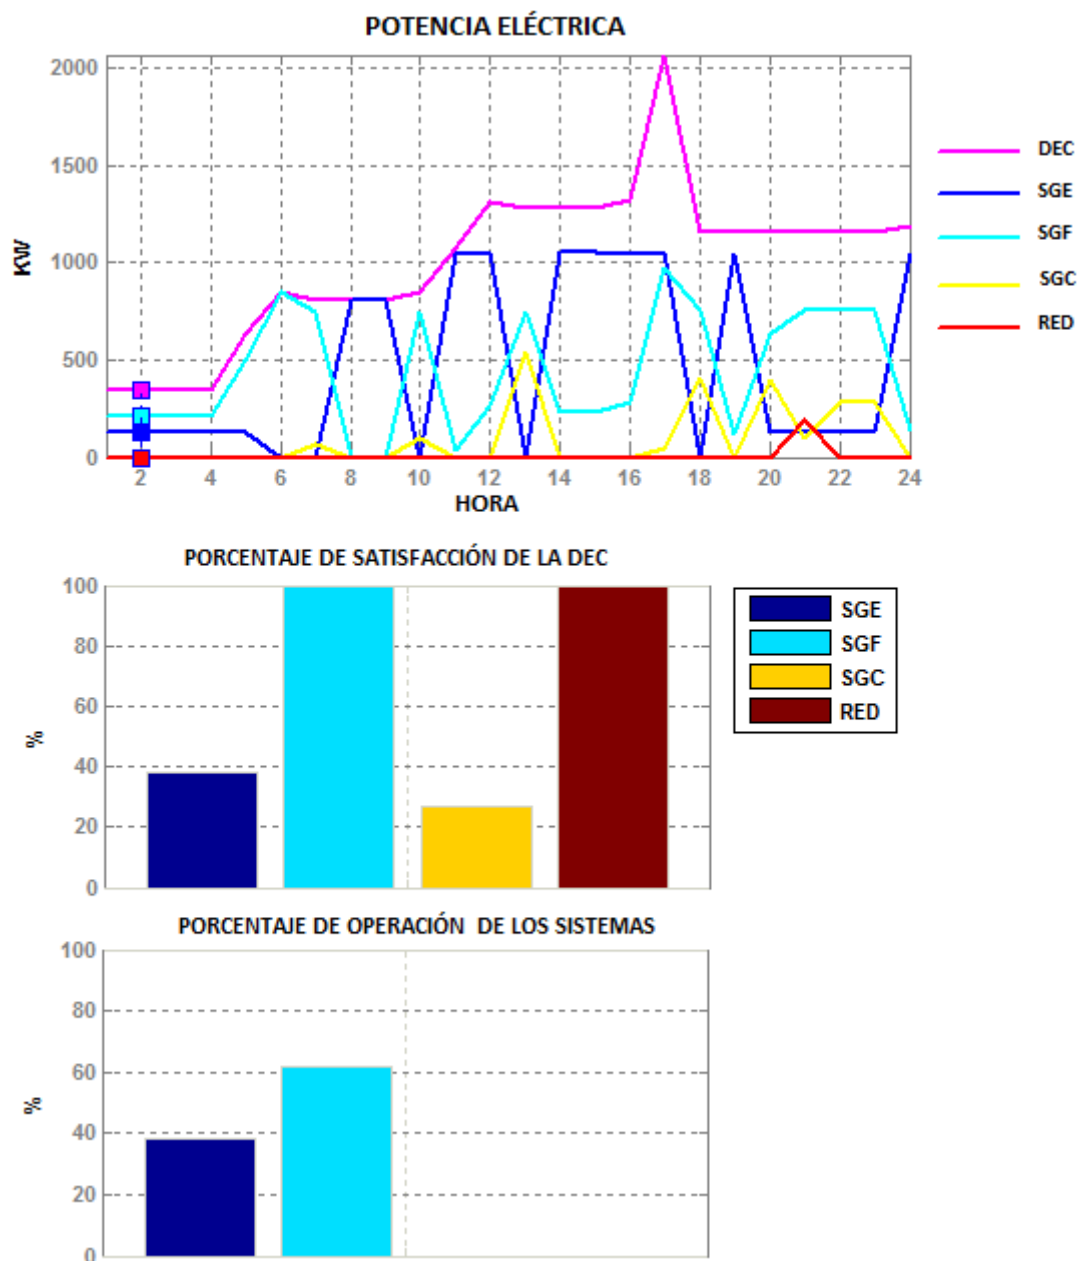 POTENCIA ELÉCTRICA
2000
1500
1000
500
0
KW
2 4 6 8 10 12 14 16 18 20 22 24
HORA
DEC
SGE
SGF
SGC
RED
PORCENTAJE DE SATISFACCIÓN DE LA DEC
100
80
60
40
20
0
%
SGE
SGF
SGC
RED
PORCENTAJE DE OPERACIÓN DE LOS SISTEMAS
100
80
60
40
20
0
%